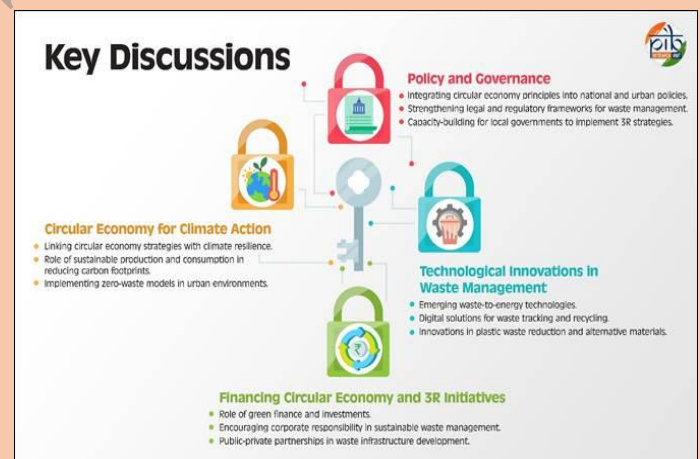 Key Discussions
pib
Policy and Governance
• Integrating circular economy principles into national and urban policies.
• Strengthening legal and regulatory frameworks for waste management.
• Capacity-building for local governments to implement 3R strategies.
Circular Economy for Climate Action
• Linking circular economy strategies with climate resilience.
• Role of sustainable production and consumption in
reducing carbon footprints.
• Implementing zero-waste models in urban environments.
Technological Innovations in
Waste Management
• Emerging waste-to-energy technologies.
• Digital solutions for waste tracking and recycling.
• Innovations in plastic waste reduction and alternative materials.
₹
Financing Circular Economy and 3R Initiatives
• Role of green finance and investments.
• Encouraging corporate responsibility in sustainable waste management.
• Public-private partnerships in waste infrastructure development.